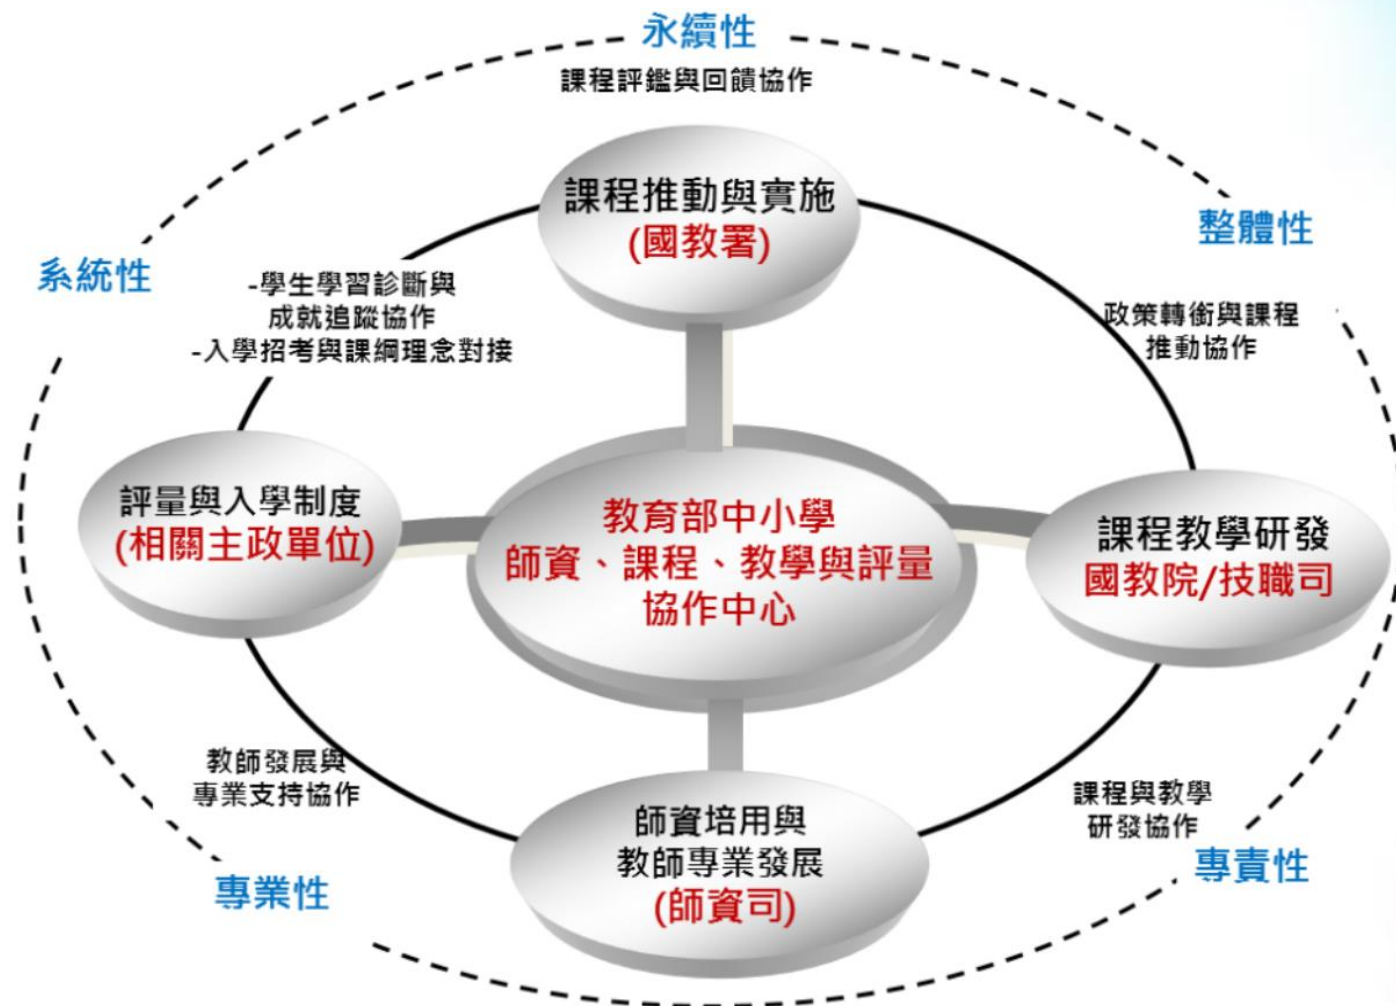 永續性
課程評鑑與回饋協作
課程推動與實施
(國教署)
整體性
系統性
-學生學習診斷與
成就追蹤協作
-入學招考與課綱理念對接
政策轉銜與課程
推動協作
評量與入學制度
(相關主政單位)
教育部中小學
師資、課程、教學與評量
協作中心
課程教學研發
國教院/技職司
教師發展與
專業支持協作
師資培用與
教師專業發展
(師資司)
課程與教學
研發協作
專業性
專責性